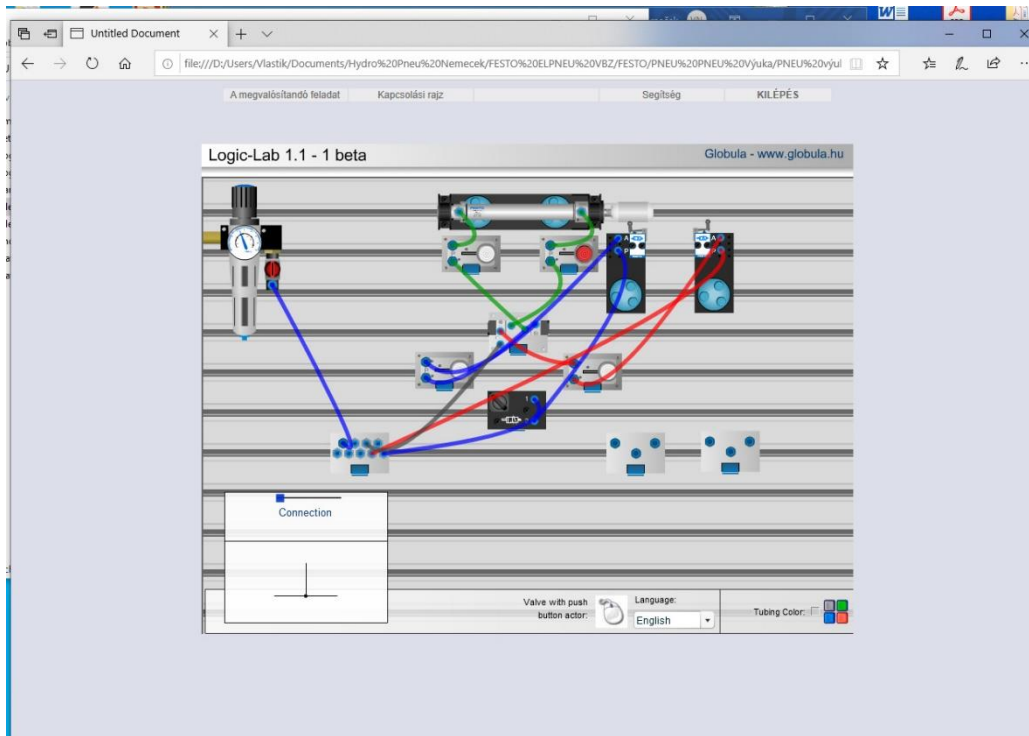 Untitled Document
file:///D:/Users/Vlastik/Documents/Hydro%20Pneu%20Nemecek/FESTO%20ELPNEU%20VBZ/FESTO/PNEU%20PNEU%20Výuka/PNEU%20výul
A megvalósítandó feladat Kapcsolási rajz Segítség KILÉPÉS
Logic-Lab 1.1 - 1 beta Globula - www.globula.hu
A
P
A
1
Connection
Valve with push
button actor:
Language:
English
Tubing Color: